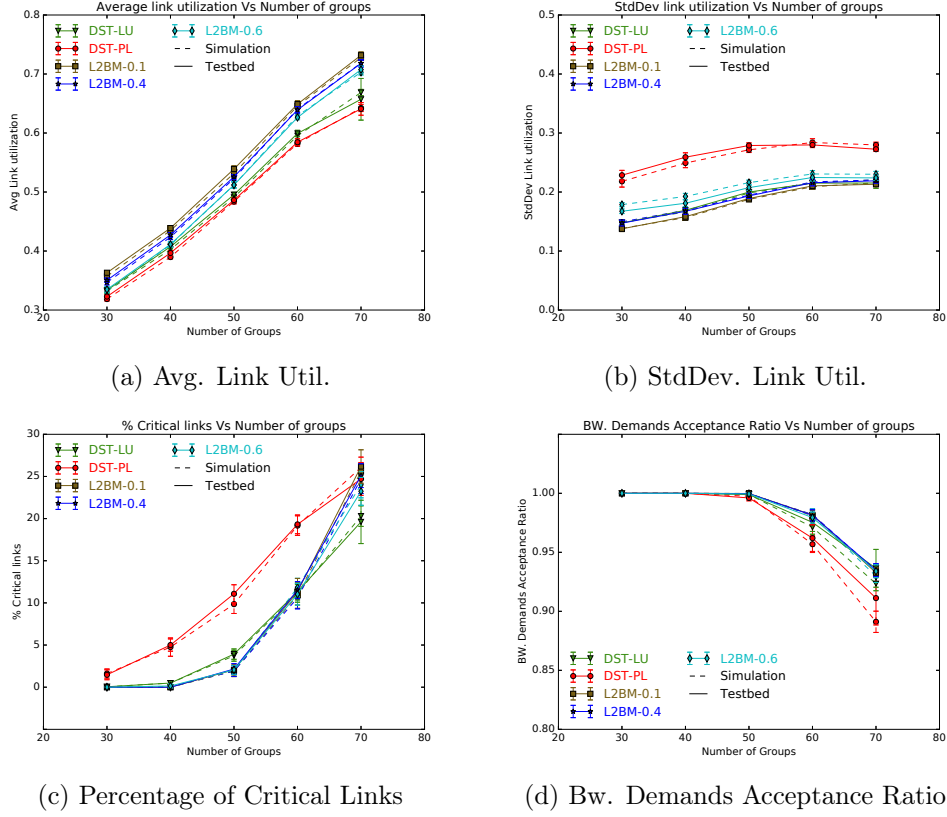 Average link utilization Vs Number of groups
DST-LU
DST-PL
L2BM-0.1
L2BM-0.4
L2BM-0.6
Simulation
Testbed
Avg Link utilization
0.8
0.7
0.6
0.5
0.4
0.3
20 30 40 50 60 70 80
Number of Groups
(a) Avg. Link Util.
StdDev link utilization Vs Number of groups
DST-LU
DST-PL
L2BM-0.1
L2BM-0.4
L2BM-0.6
Simulation
Testbed
StdDev Link utilization
0.5
0.4
0.3
0.2
0.1
0.0
20 30 40 50 60 70 80
Number of Groups
(b) StdDev. Link Util.
% Critical links Vs Number of groups
DST-LU
DST-PL
L2BM-0.1
L2BM-0.4
L2BM-0.6
Simulation
Testbed
% Critical links
30
25
20
15
10
5
0
20 30 40 50 60 70 80
Number of Groups
(c) Percentage of Critical Links
BW. Demands Acceptance Ratio Vs Number of groups
BW. Demands Acceptance Ratio
1.00
0.95
0.90
0.85
0.80
DST-LU
DST-PL
L2BM-0.1
L2BM-0.4
L2BM-0.6
Simulation
Testbed
20 30 40 50 60 70 80
Number of Groups
(d) Bw. Demands Acceptance Ratio